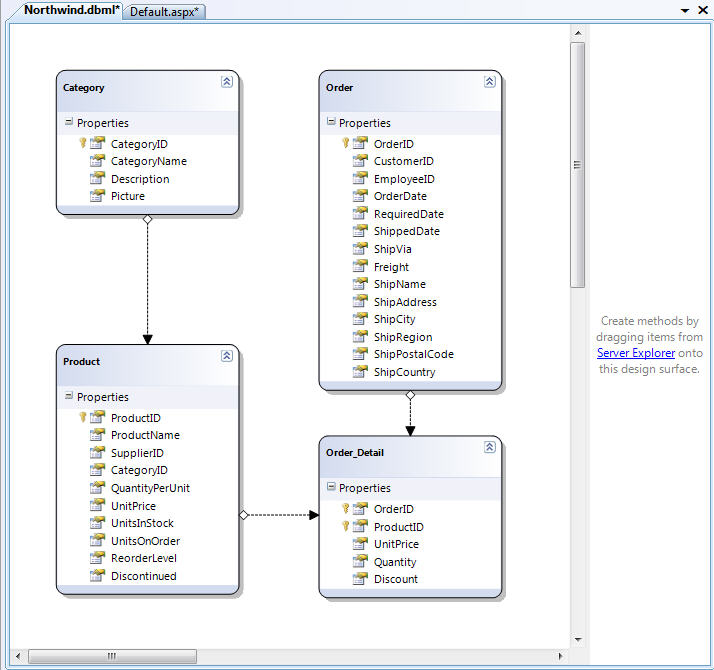 Northwind.dbml*
Default.aspx*
Category
Properties
CategoryID
CategoryName
Description
Picture
Order
Properties
OrderID
CustomerID
EmployeeID
OrderDate
RequiredDate
ShippedDate
ShipVia
Freight
ShipName
ShipAddress
ShipCity
ShipRegion
ShipPostalCode
ShipCountry
Product
Properties
ProductID
ProductName
SupplierID
CategoryID
QuantityPerUnit
UnitPrice
UnitsInStock
UnitsOnOrder
ReorderLevel
Discontinued
Order_Detail
Properties
OrderID
ProductID
UnitPrice
Quantity
Discount
Create methods by
dragging items from
Server Explorer onto
this design surface.